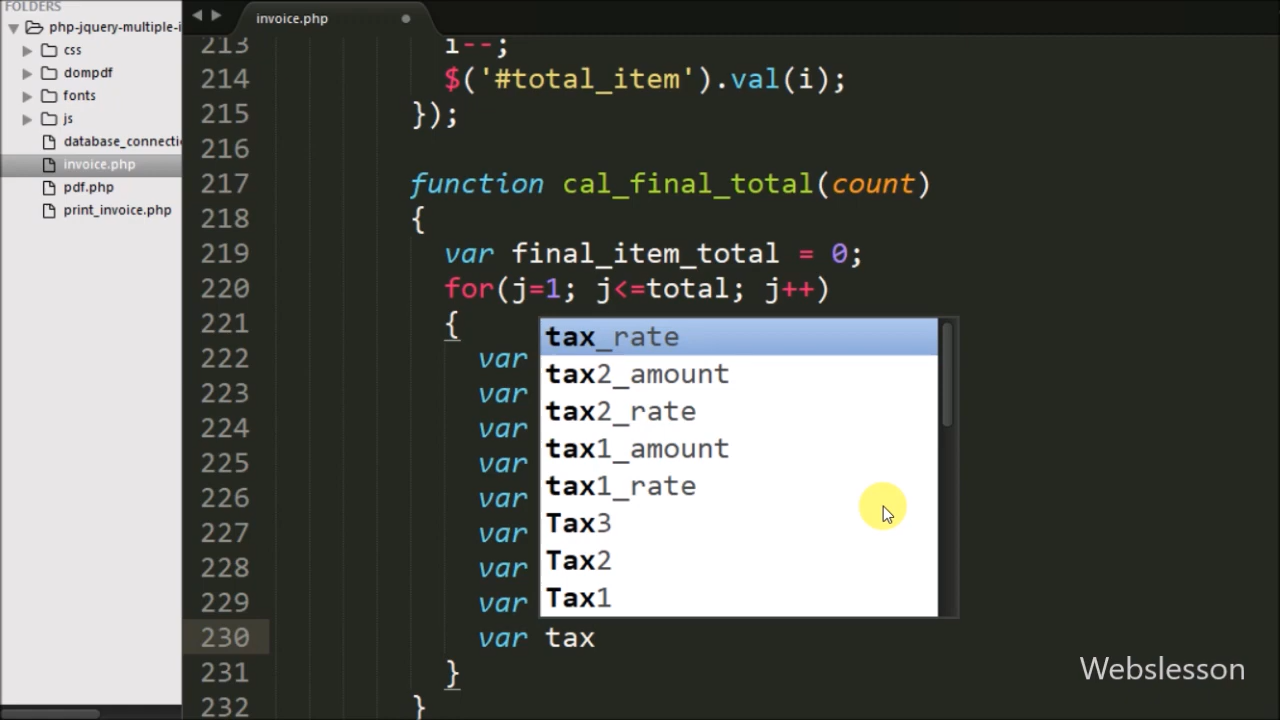 FOLDERS
php-jquery-multiple-i
css
dompdf
fonts
js
database_connecti
invoice.php
pdf.php
print_invoice.php
invoice.php
213 i--;
214 $('#total_item').val(i);
215 });
216
217 function cal_final_total(count)
218 {
219 var final_item_total = 0;
220 for(j=1; j<=total; j++)
221 {
222 var
223 var
224 var
225 var
226 var
227 var
228 var
229 var
230 var tax
231 }
232 }
tax_rate
tax2_amount
tax2_rate
tax1_amount
tax1_rate
Tax3
Tax2
Tax1
Webslesson